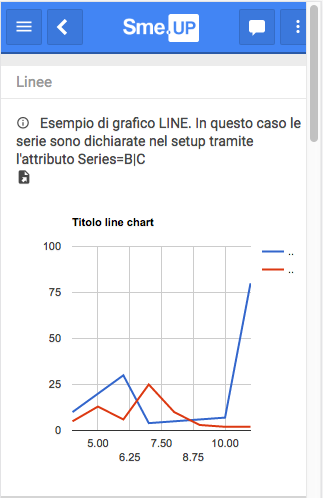 Sme.UP
Linee
Esempio di grafico LINE. In questo caso le
serie sono dichiarate nel setup tramite
l'attributo Series=B|C
Titolo line chart
100
75
50
25
0
..
..
5.00
6.25
7.50
8.75
10.00